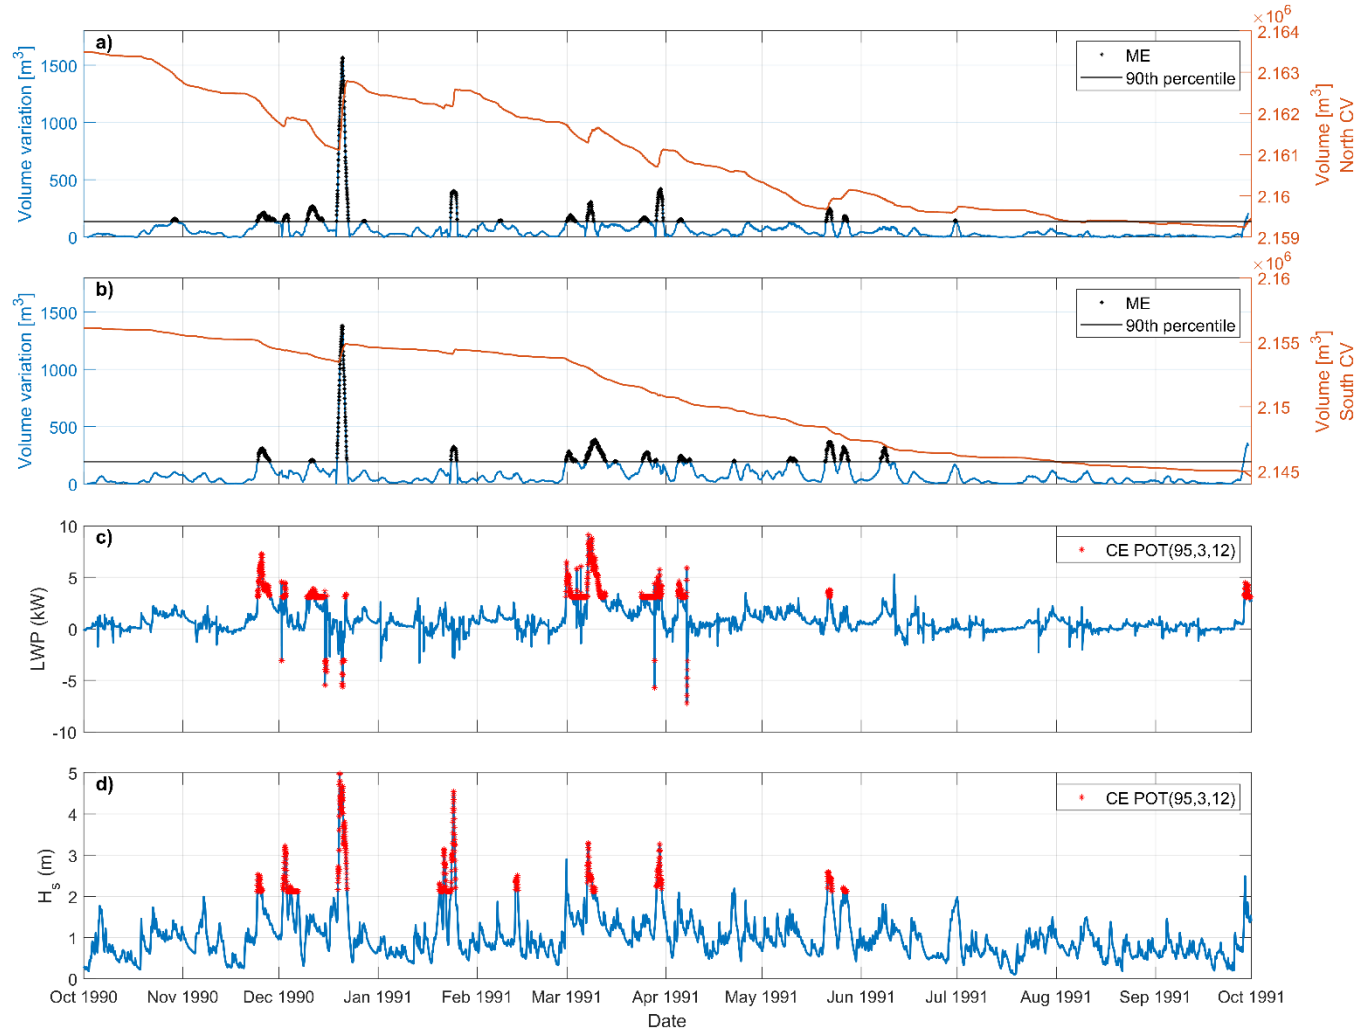 a)
Volume variation [m³]
1500
1000
500
0
ME
90th percentile
×10⁶
2.164
2.163
2.162
2.161
2.16
2.159
Volume [m³]
North CV
b)
Volume variation [m³]
1500
1000
500
0
ME
90th percentile
×10⁶
2.16
2.155
2.15
2.145
Volume [m³]
South CV
c)
LWP (kW)
10
5
0
-5
-10
CE POT(95,3,12)
d)
Hₛ (m)
5
4
3
2
1
0
CE POT(95,3,12)
Oct 1990 Nov 1990 Dec 1990 Jan 1991 Feb 1991 Mar 1991 Apr 1991 May 1991 Jun 1991 Jul 1991 Aug 1991 Sep 1991 Oct 1991
Date